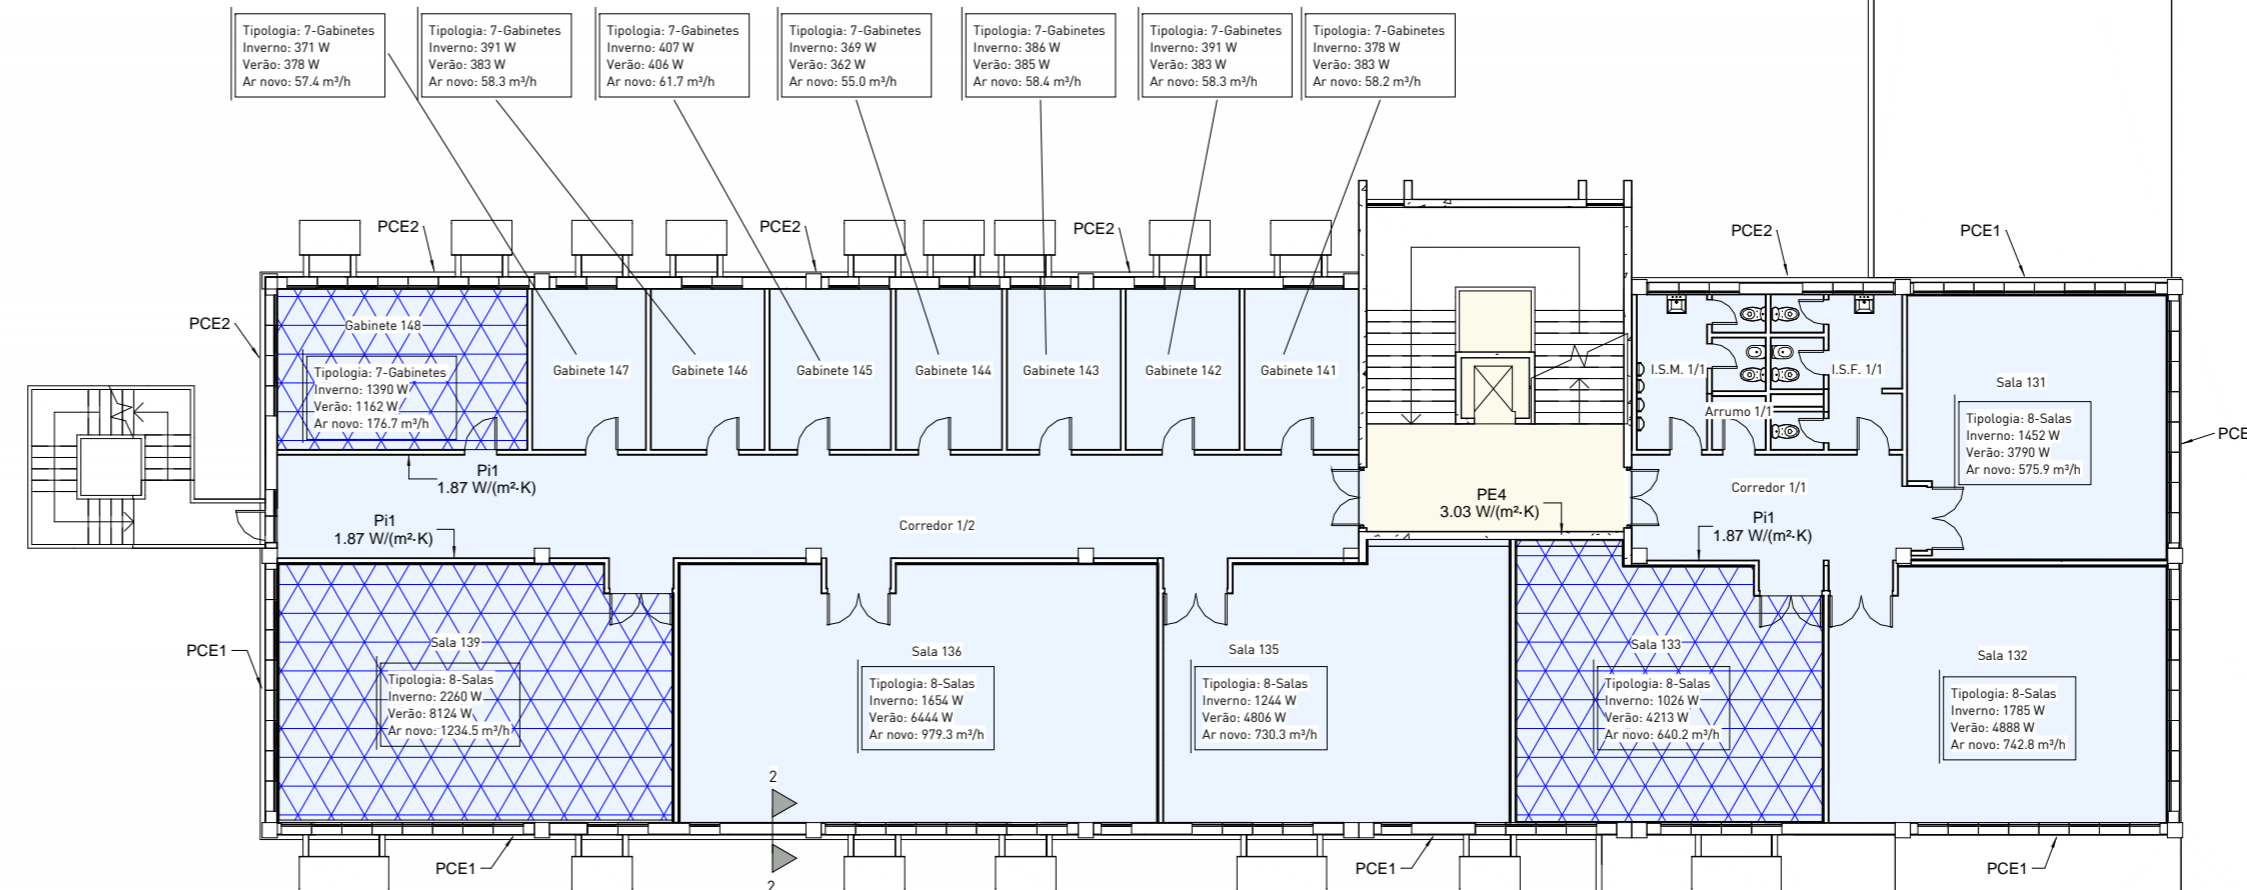 Tipologia: 7-Gabinetes
Inverno: 371 W
Verão: 378 W
Ar novo: 57.4 m³/h
Tipologia: 7-Gabinetes
Inverno: 391 W
Verão: 383 W
Ar novo: 58.3 m³/h
Tipologia: 7-Gabinetes
Inverno: 407 W
Verão: 406 W
Ar novo: 61.7 m³/h
Tipologia: 7-Gabinetes
Inverno: 369 W
Verão: 362 W
Ar novo: 55.0 m³/h
Tipologia: 7-Gabinetes
Inverno: 386 W
Verão: 385 W
Ar novo: 58.4 m³/h
Tipologia: 7-Gabinetes
Inverno: 391 W
Verão: 383 W
Ar novo: 58.3 m³/h
Tipologia: 7-Gabinetes
Inverno: 378 W
Verão: 383 W
Ar novo: 58.2 m³/h
PCE2
PCE2
PCE2
PCE2
PCE1
PCE2
Gabinete 148
Tipologia: 7-Gabinetes
Inverno: 1390 W
Verão: 1162 W
Ar novo: 176.7 m³/h
Gabinete 147
Gabinete 146
Gabinete 145
Gabinete 144
Gabinete 143
Gabinete 142
Gabinete 141
I.S.M. 1/1
I.S.F. 1/1
Arrumo 1/1
Sala 131
Tipologia: 8-Salas
Inverno: 1452 W
Verão: 3790 W
Ar novo: 575.9 m³/h
PCE
Pi1
1.87 W/(m²·K)
Pi1
1.87 W/(m²·K)
Corredor 1/2
PE4
3.03 W/(m²·K)
Corredor 1/1
Pi1
1.87 W/(m²·K)
PCE1
Sala 139
Tipologia: 8-Salas
Inverno: 2260 W
Verão: 8124 W
Ar novo: 1234.5 m³/h
Sala 136
Tipologia: 8-Salas
Inverno: 1654 W
Verão: 6444 W
Ar novo: 979.3 m³/h
Sala 135
Tipologia: 8-Salas
Inverno: 1244 W
Verão: 4806 W
Ar novo: 730.3 m³/h
Sala 133
Tipologia: 8-Salas
Inverno: 1026 W
Verão: 4213 W
Ar novo: 640.2 m³/h
Sala 132
Tipologia: 8-Salas
Inverno: 1785 W
Verão: 4888 W
Ar novo: 742.8 m³/h
2
2
PCE1
PCE1
PCE1